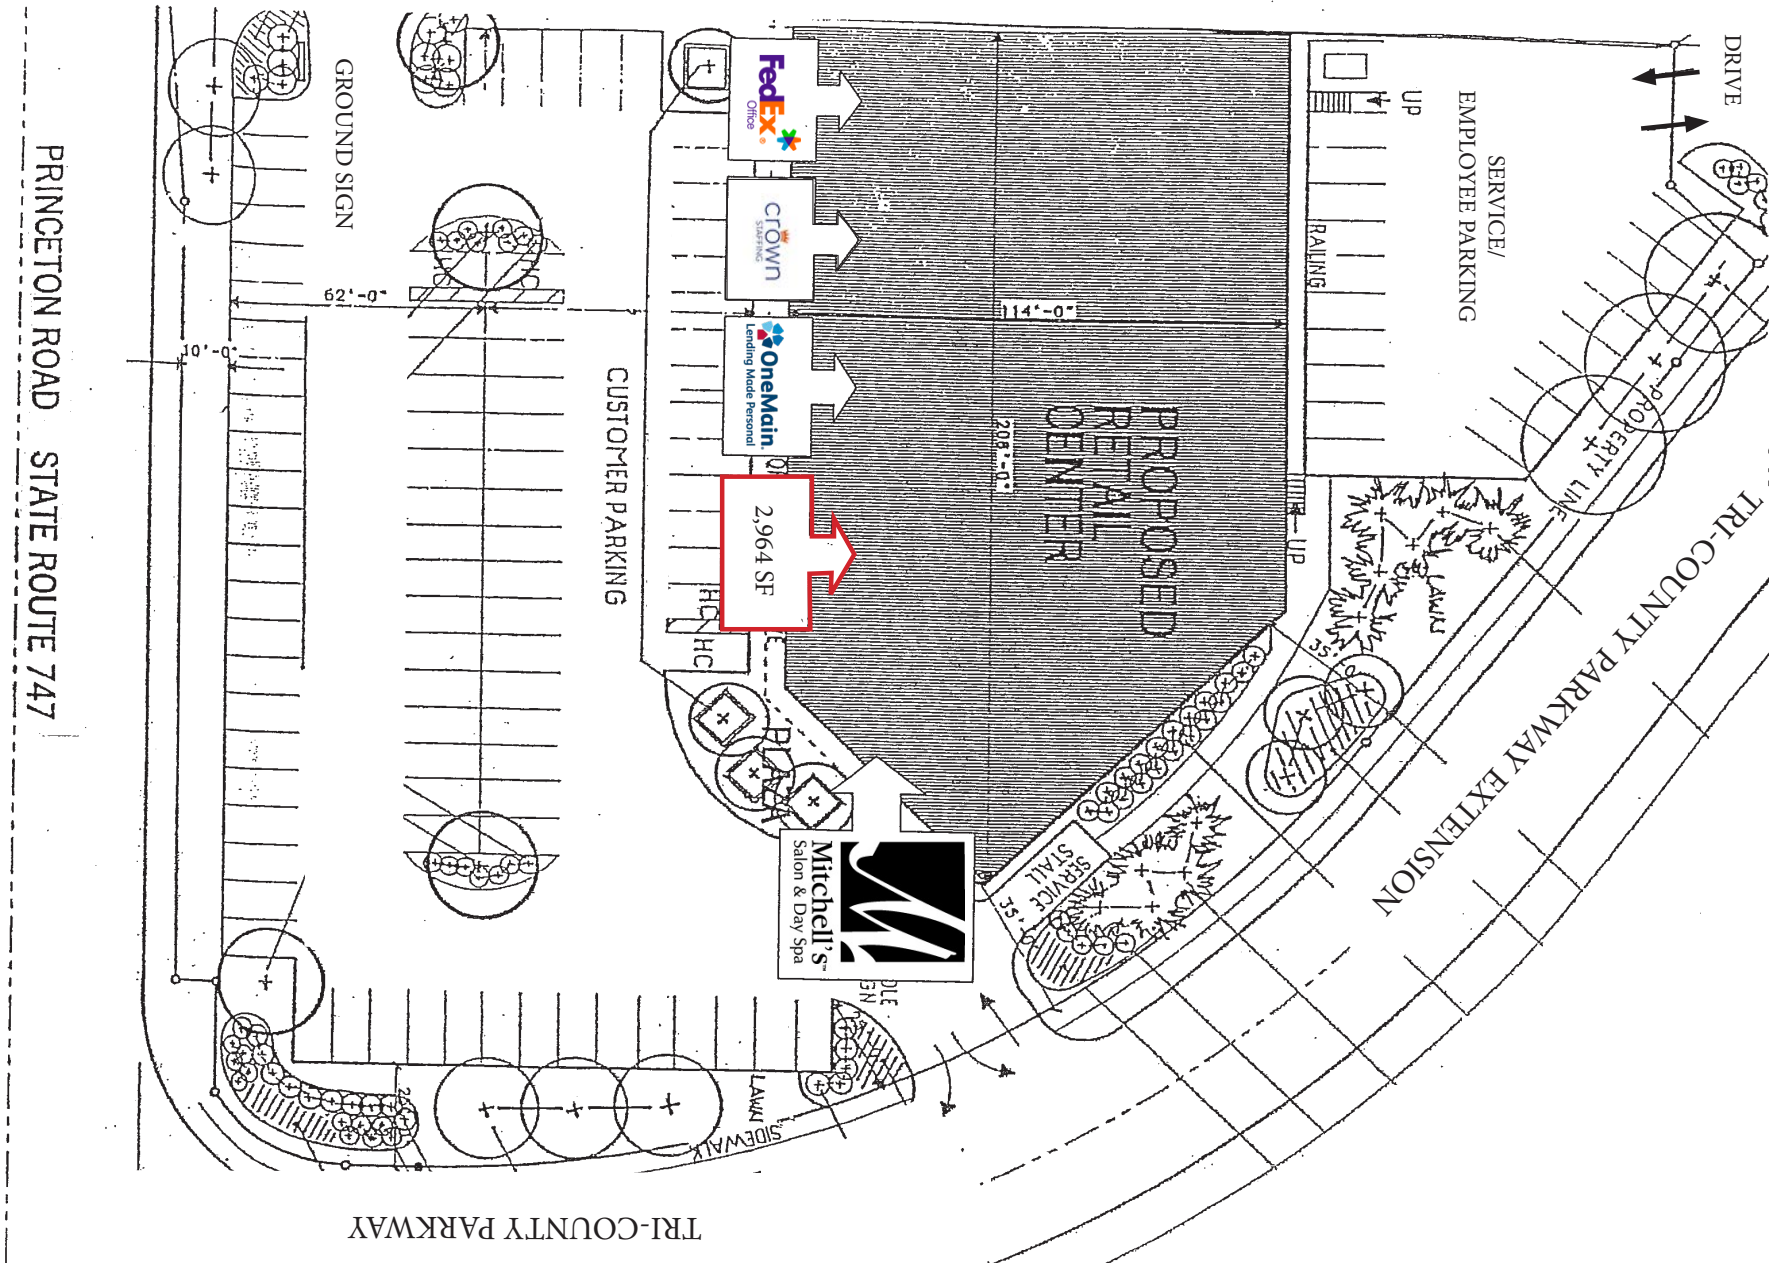 DRIVE
UP
EMPLOYEE PARKING
SERVICE/
RAILING
GROUND SIGN
FedEx
Office
crown
STAFFING
OneMain
Lending Made Personal
2,964 SF
62'-0"
10'-0"
114'-0"
208'-0"
PROPOSED
RETAIL
CENTER
CUSTOMER PARKING
HC
HC
UP
PROPERTY LINE
LAWN
35'-0"
TRI-COUNTY PARKWAY EXTENSION
PRINCETON ROAD STATE ROUTE 747
PLAZA
SERVICE
STALL
35'-0"
Mitchell's
Salon & Day Spa
LAWN
SIDEWALK
TRI-COUNTY PARKWAY